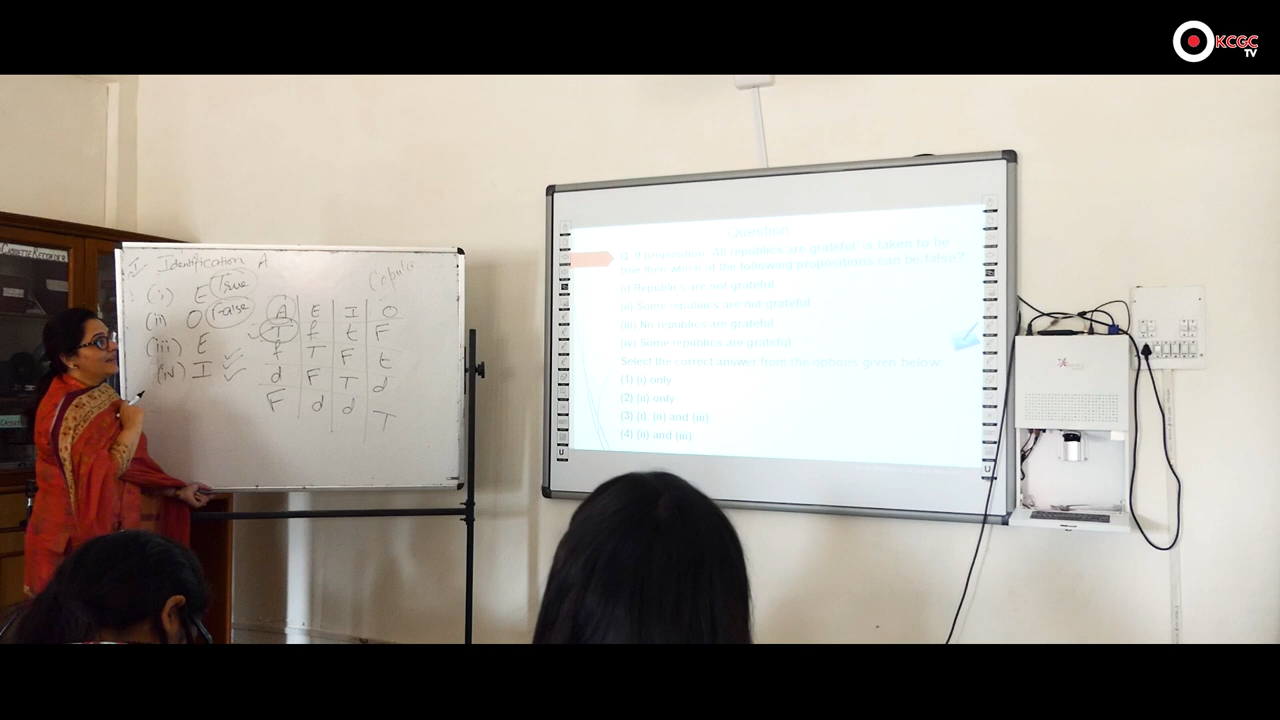 KCGC
TV
CASSETTE RECORDER
I Identification A
(i) E True
(ii) O False
(iii) E
(iv) I
A E I O
T f t F
f T F t
d F T d
F d d T
Question
Q. If proposition 'All republics are grateful' is taken to be
true then which of the following propositions can be false?
(i) Republics are not grateful
(ii) Some republics are not grateful
(iii) No republics are grateful
(iv) Some republics are grateful
Select the correct answer from the options given below:
(1) (i) only
(2) (ii) only
(3) (i), (ii) and (iii)
(4) (ii) and (iii)
U
U